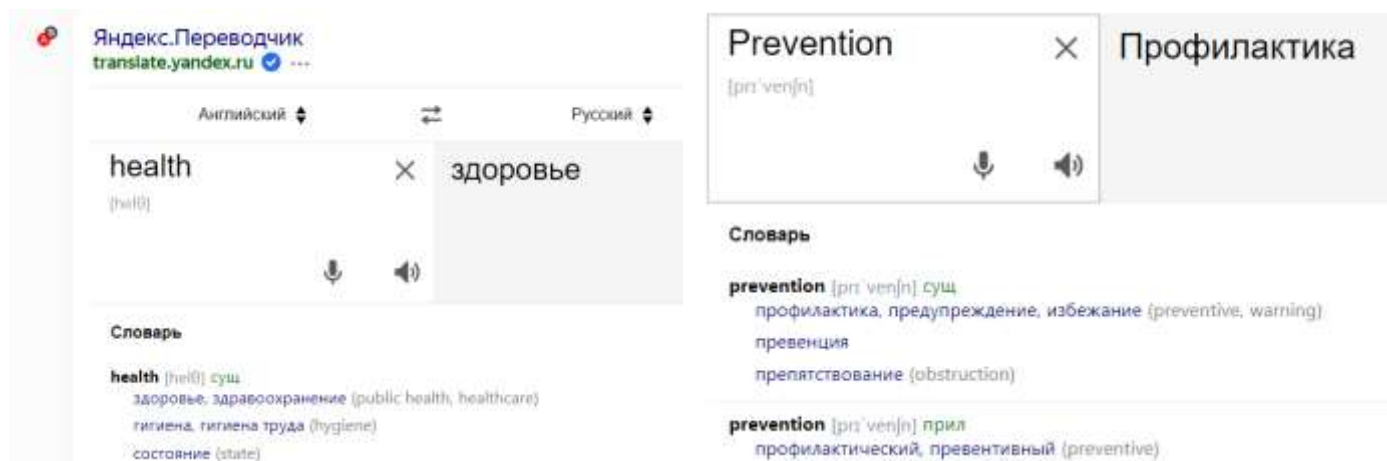 Яндекс.Переводчик
translate.yandex.ru ···
Английский Русский
health здоровье
[helθ]
Словарь
health [helθ] сущ
здоровье, здравоохранение (public health, healthcare)
гигиена, гигиена труда (hygiene)
состояние (state)
Prevention Профилактика
[prɪˈvenʃn]
Словарь
prevention [prɪˈvenʃn] сущ
профилактика, предупреждение, избежание (preventive, warning)
превенция
препятствование (obstruction)
prevention [prɪˈvenʃn] прил
профилактический, превентивный (preventive)